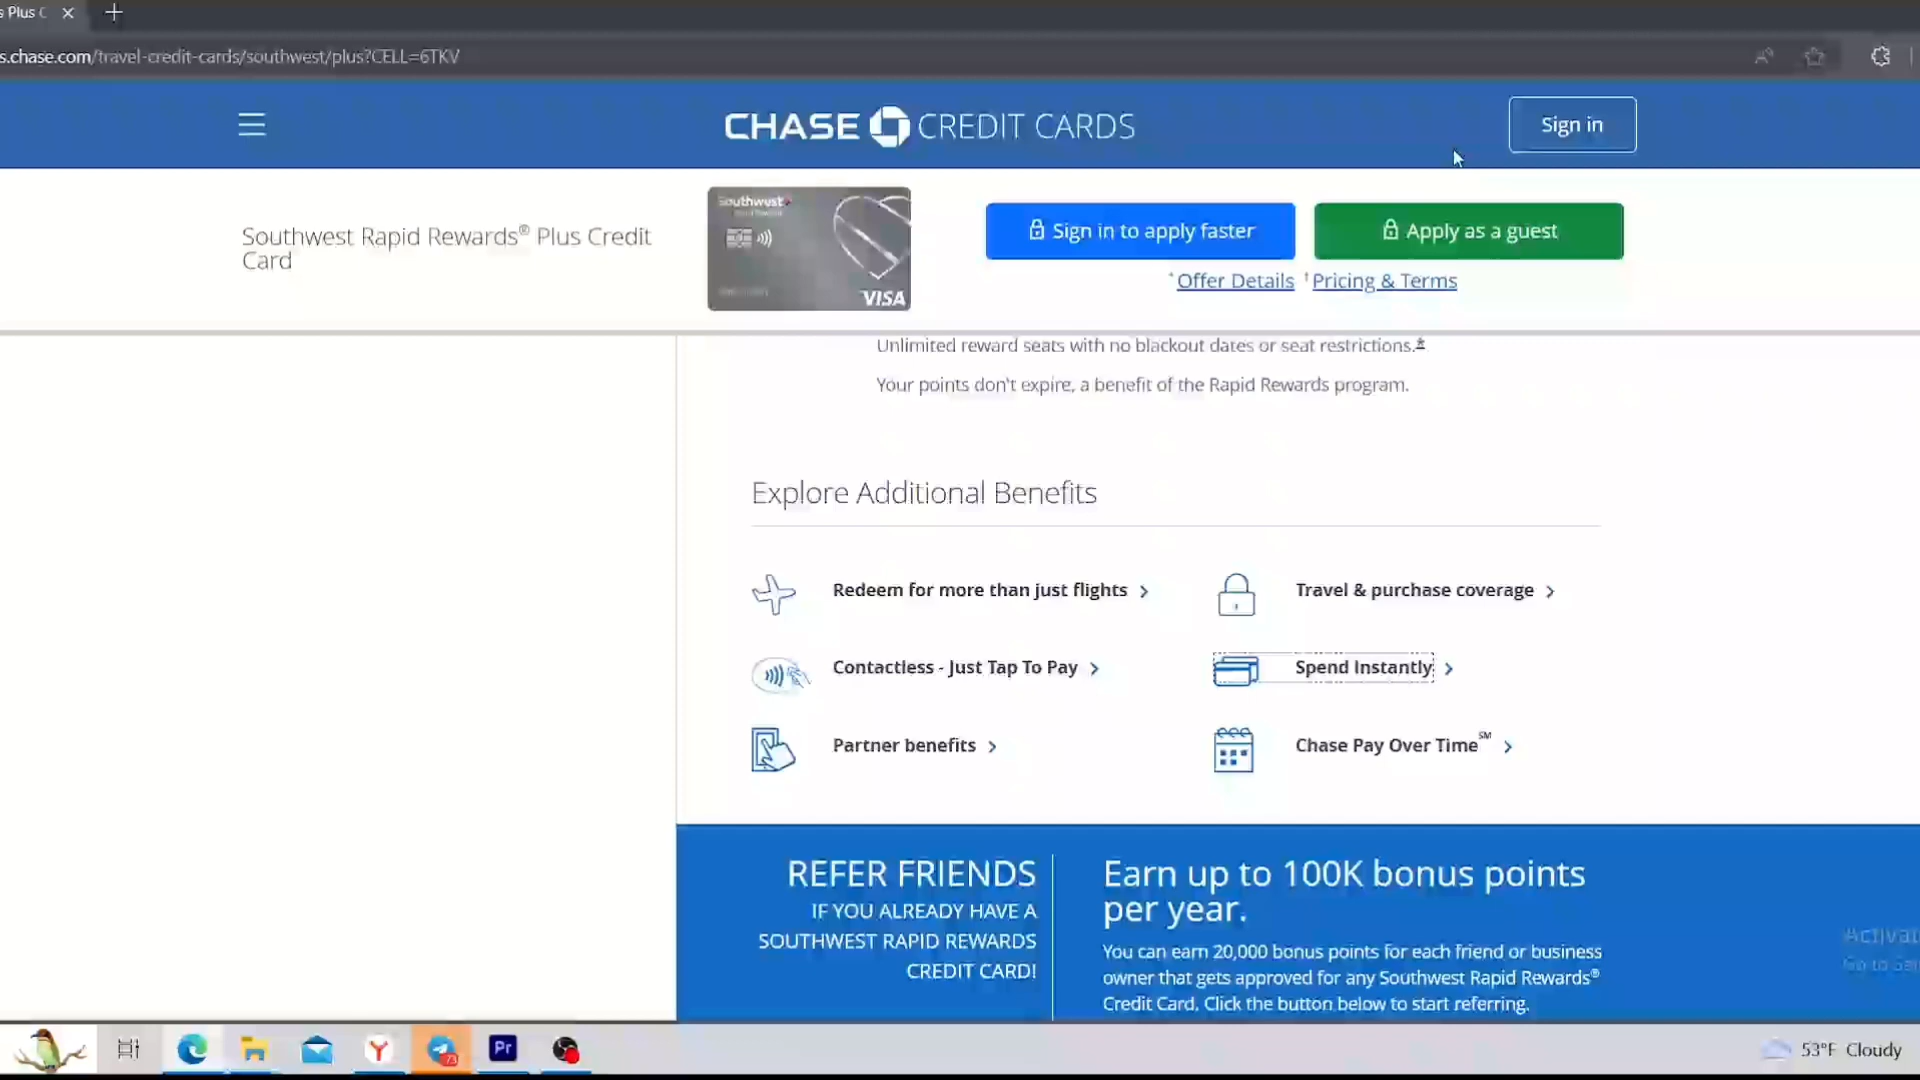 s Plus C
s.chase.com/travel-credit-cards/southwest/plus?CELL=6TKV
CHASE CREDIT CARDS
Sign in
Southwest Rapid Rewards® Plus Credit
Card
Southwest
VISA
Sign in to apply faster
Apply as a guest
*Offer Details †Pricing & Terms
Unlimited reward seats with no blackout dates or seat restrictions.*
Your points don't expire, a benefit of the Rapid Rewards program.
Explore Additional Benefits
Redeem for more than just flights
Travel & purchase coverage
Contactless - Just Tap To Pay
Spend Instantly
Partner benefits
Chase Pay Over Time℠
REFER FRIENDS
IF YOU ALREADY HAVE A
SOUTHWEST RAPID REWARDS
CREDIT CARD!
Earn up to 100K bonus points
per year.
You can earn 20,000 bonus points for each friend or business
owner that gets approved for any Southwest Rapid Rewards®
Credit Card. Click the button below to start referring.
Activat
Go to Set
73
Pr
53°F Cloudy